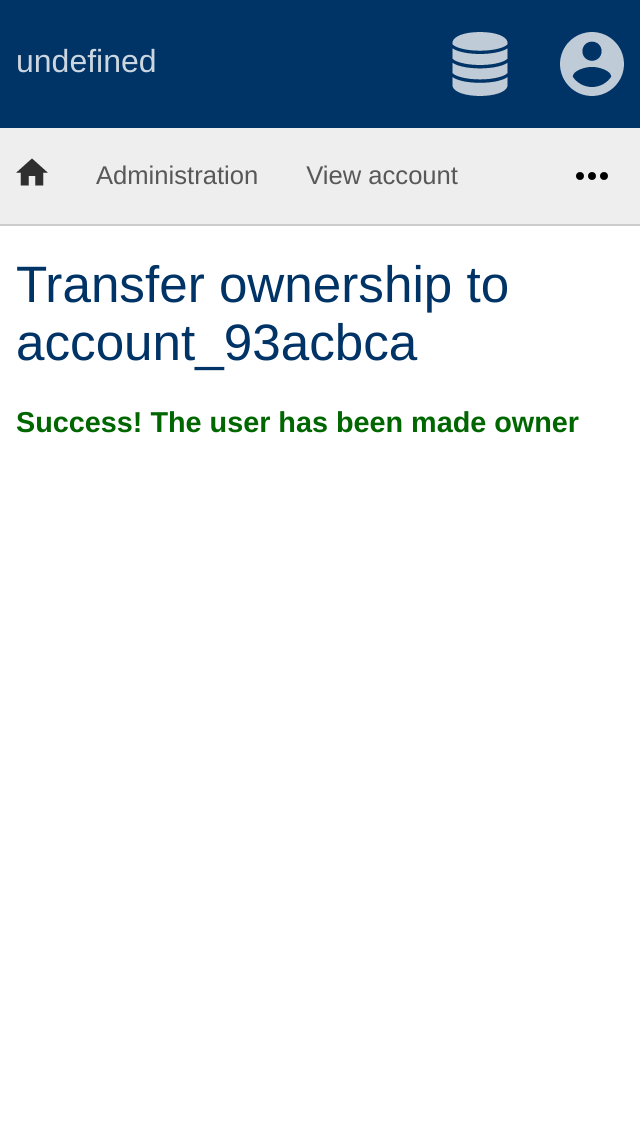 undefined
Administration View account
Transfer ownership to
account_93acbca
Success! The user has been made owner